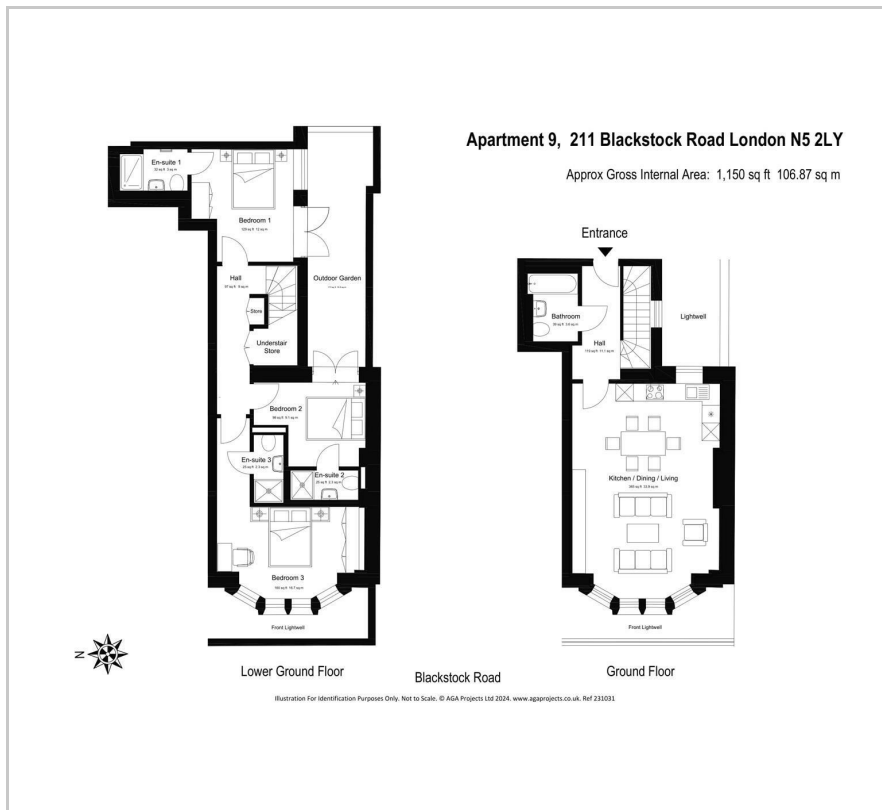 Apartment 9, 211 Blackstock Road London N5 2LY
Approx Gross Internal Area: 1,150 sq ft 106.87 sq m
Entrance
En-suite 1
Bedroom 1
Hall
Outdoor Garden
Store
Understair
Store
Bedroom 2
En-suite 3
En-suite 2
Bedroom 3
Front Lightwell
Bathroom
Hall
Lightwell
Kitchen / Dining / Living
Front Lightwell
N
Lower Ground Floor
Blackstock Road
Ground Floor
Illustration For Identification Purposes Only. Not to Scale. © AGA Projects Ltd 2024. www.agaprojects.co.uk. Ref 231031